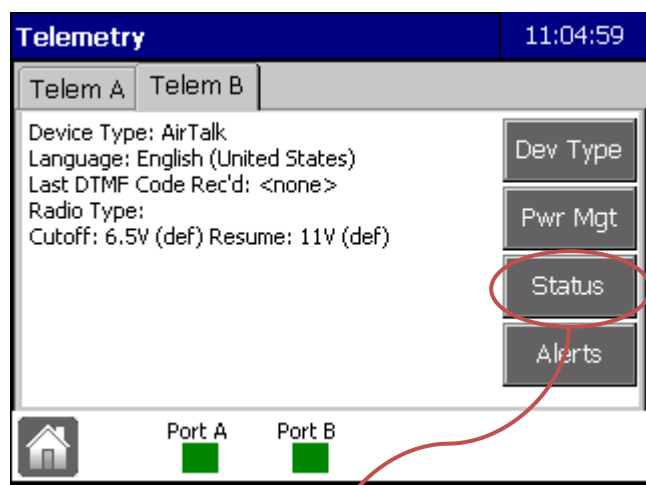 Telemetry 11:04:59
Telem A Telem B
Device Type: AirTalk
Language: English (United States)
Last DTMF Code Rec'd: <none>
Radio Type:
Cutoff: 6.5V (def) Resume: 11V (def)
Dev Type
Pwr Mgt
Status
Alerts
Port A Port B